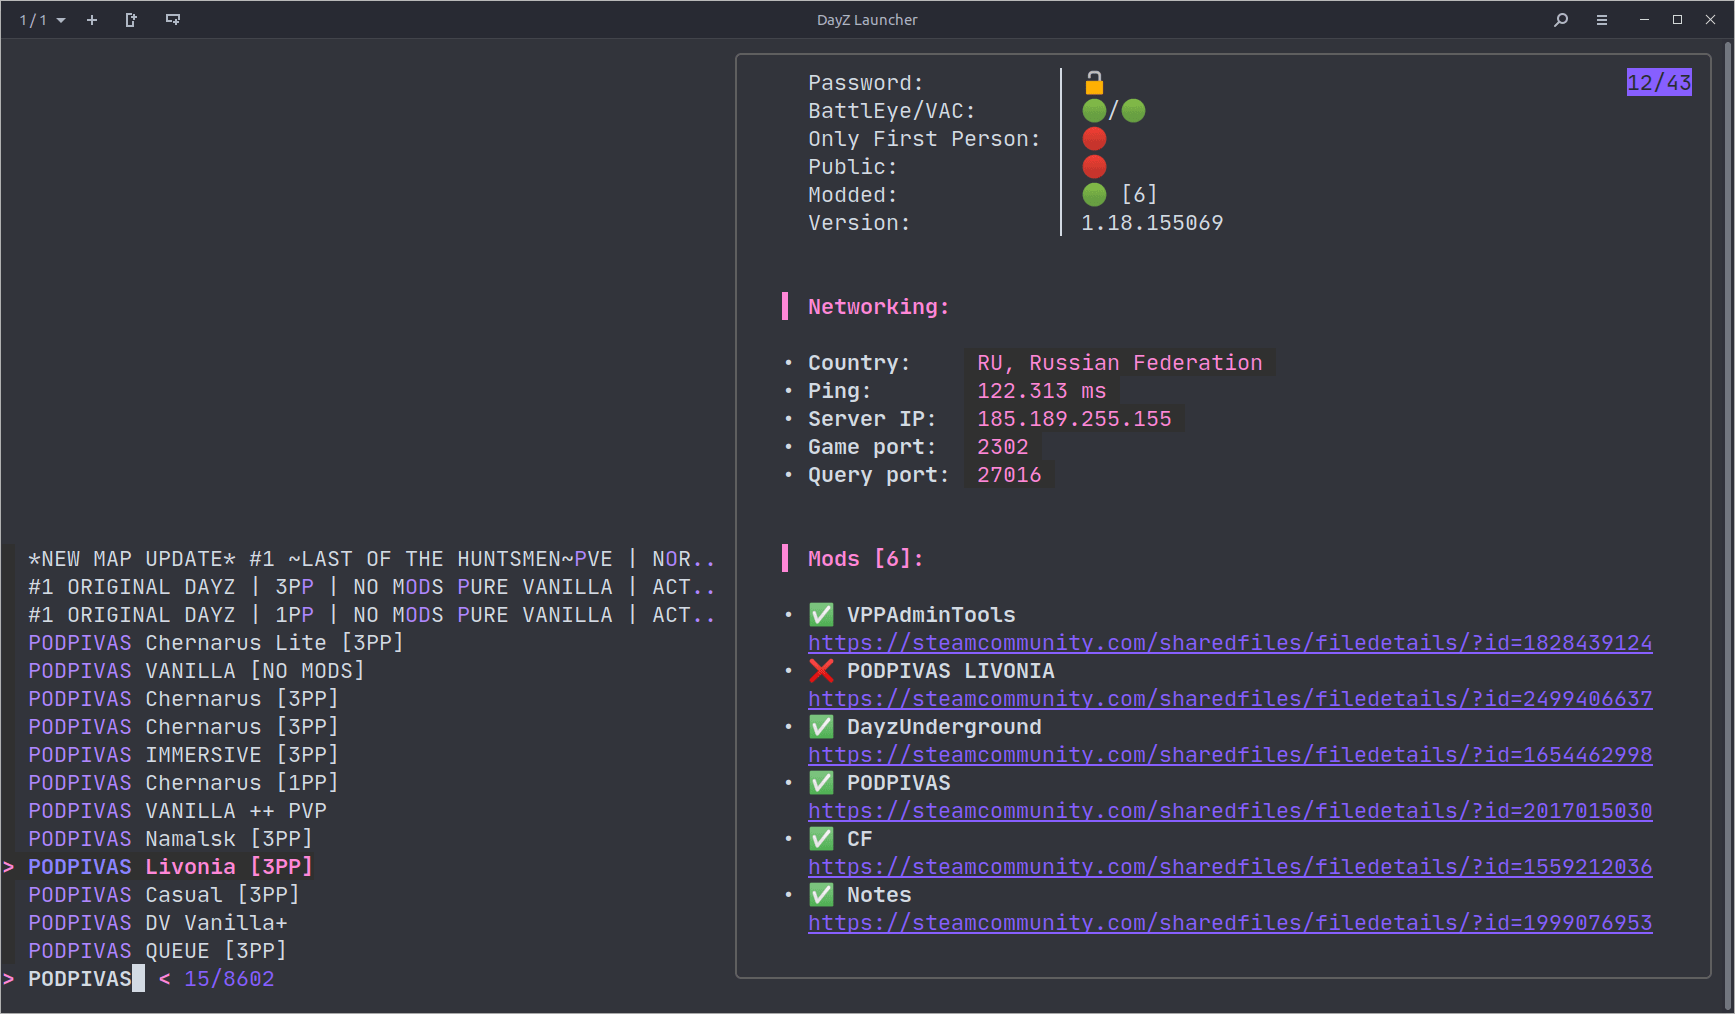 1/1
DayZ Launcher
*NEW MAP UPDATE* #1 ~LAST OF THE HUNTSMEN~PVE | NOR..
#1 ORIGINAL DAYZ | 3PP | NO MODS PURE VANILLA | ACT..
#1 ORIGINAL DAYZ | 1PP | NO MODS PURE VANILLA | ACT..
PODPIVAS Chernarus Lite [3PP]
PODPIVAS VANILLA [NO MODS]
PODPIVAS Chernarus [3PP]
PODPIVAS Chernarus [3PP]
PODPIVAS IMMERSIVE [3PP]
PODPIVAS Chernarus [1PP]
PODPIVAS VANILLA ++ PVP
PODPIVAS Namalsk [3PP]
> PODPIVAS Livonia [3PP]
PODPIVAS Casual [3PP]
PODPIVAS DV Vanilla+
PODPIVAS QUEUE [3PP]
> PODPIVAS < 15/8602
12/43
Password: 🔓
BattlEye/VAC: 🟢/🟢
Only First Person: 🔴
Public: 🔴
Modded: 🟢 [6]
Version: 1.18.155069
Networking:
• Country: RU, Russian Federation
• Ping: 122.313 ms
• Server IP: 185.189.255.155
• Game port: 2302
• Query port: 27016
Mods [6]:
• ✅ VPPAdminTools
https://steamcommunity.com/sharedfiles/filedetails/?id=1828439124
• ❌ PODPIVAS LIVONIA
https://steamcommunity.com/sharedfiles/filedetails/?id=2499406637
• ✅ DayzUnderground
https://steamcommunity.com/sharedfiles/filedetails/?id=1654462998
• ✅ PODPIVAS
https://steamcommunity.com/sharedfiles/filedetails/?id=2017015030
• ✅ CF
https://steamcommunity.com/sharedfiles/filedetails/?id=1559212036
• ✅ Notes
https://steamcommunity.com/sharedfiles/filedetails/?id=1999076953